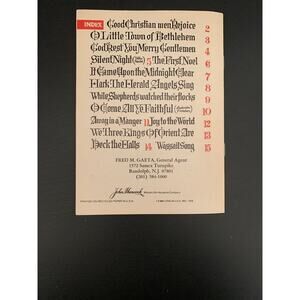 INDEX Good Christian men Rejoice 2
O Little Town of Bethlehem 3
God Rest You Merry Gentlemen 4
Silent Night 5 The First Noel 6
It Came Upon the Midnight Clear 7
Hark The Herald Angels Sing 8
While Shepherds watched their flocks 9
O Come All Ye Faithful 10
Away in a Manger 11 Joy to the World 12
We Three Kings Of Orient Are 13
Deck the Halls 14 Wassail Song 15
FRED M. GAETA, General Agent
1572 Sussex Turnpike
Randolph, N.J. 07801
(201) 584-1000
John Hancock